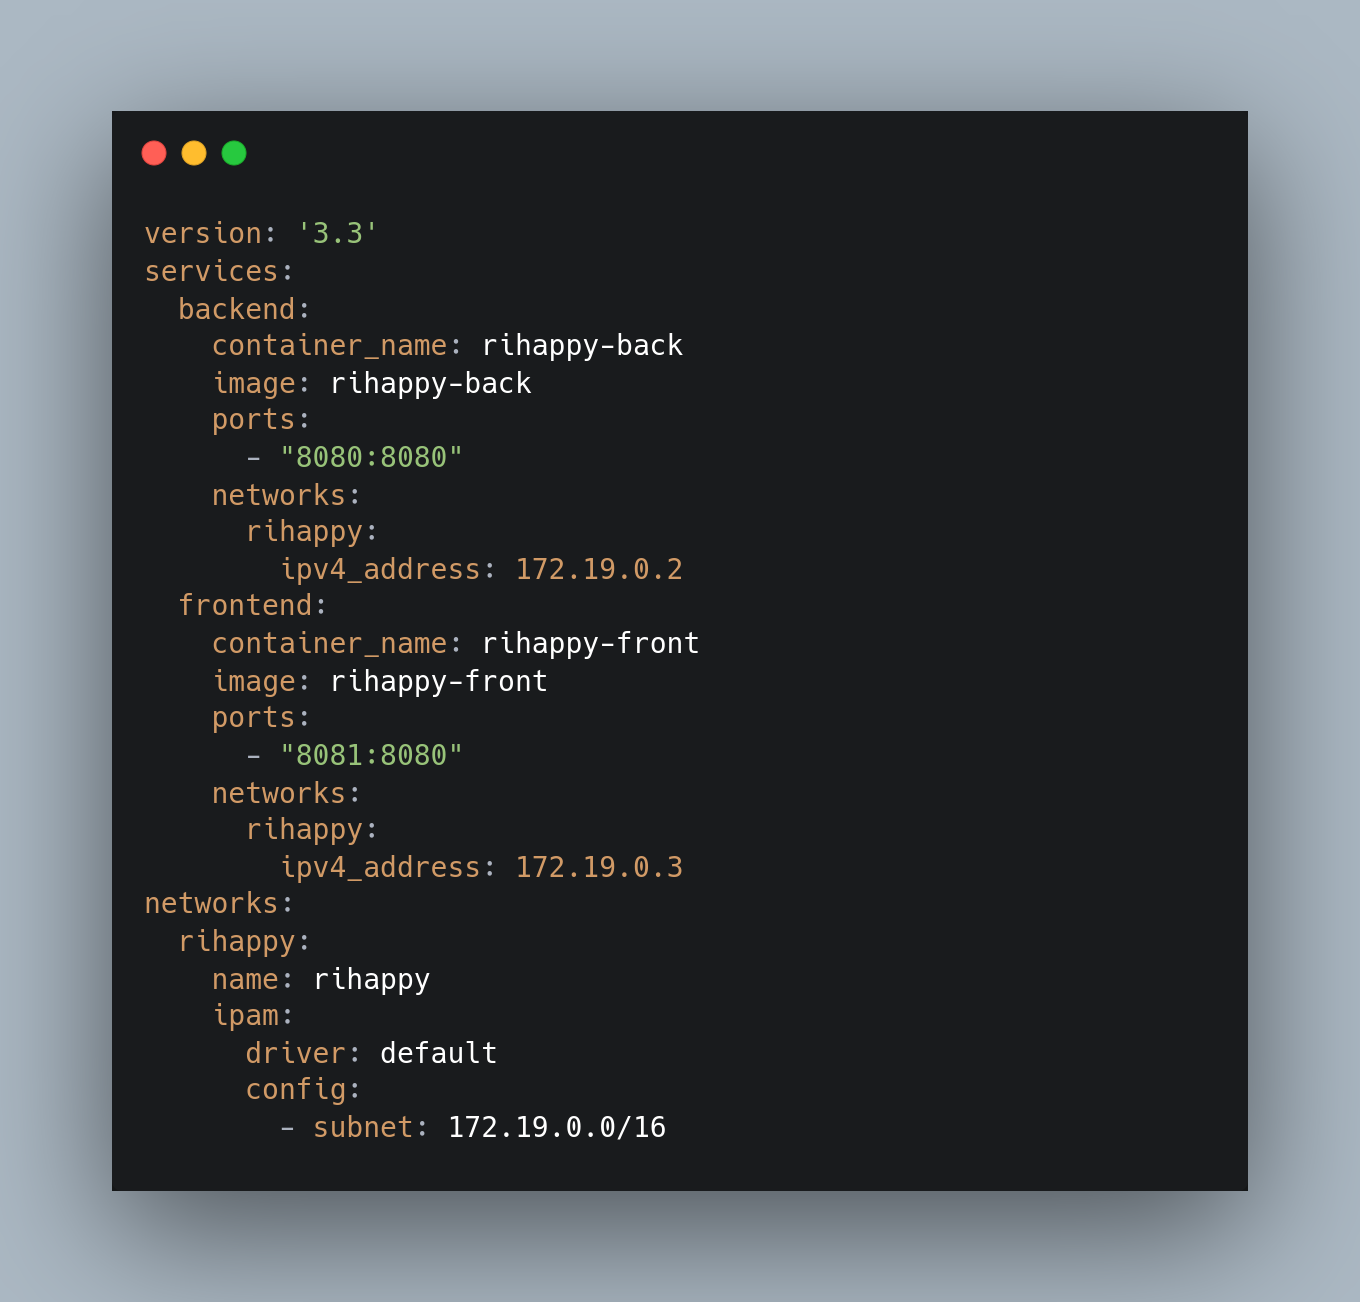 version: '3.3'
services:
  backend:
    container_name: rihappy-back
    image: rihappy-back
    ports:
      - "8080:8080"
    networks:
      rihappy:
        ipv4_address: 172.19.0.2
  frontend:
    container_name: rihappy-front
    image: rihappy-front
    ports:
      - "8081:8080"
    networks:
      rihappy:
        ipv4_address: 172.19.0.3
networks:
  rihappy:
    name: rihappy
    ipam:
      driver: default
      config:
        - subnet: 172.19.0.0/16